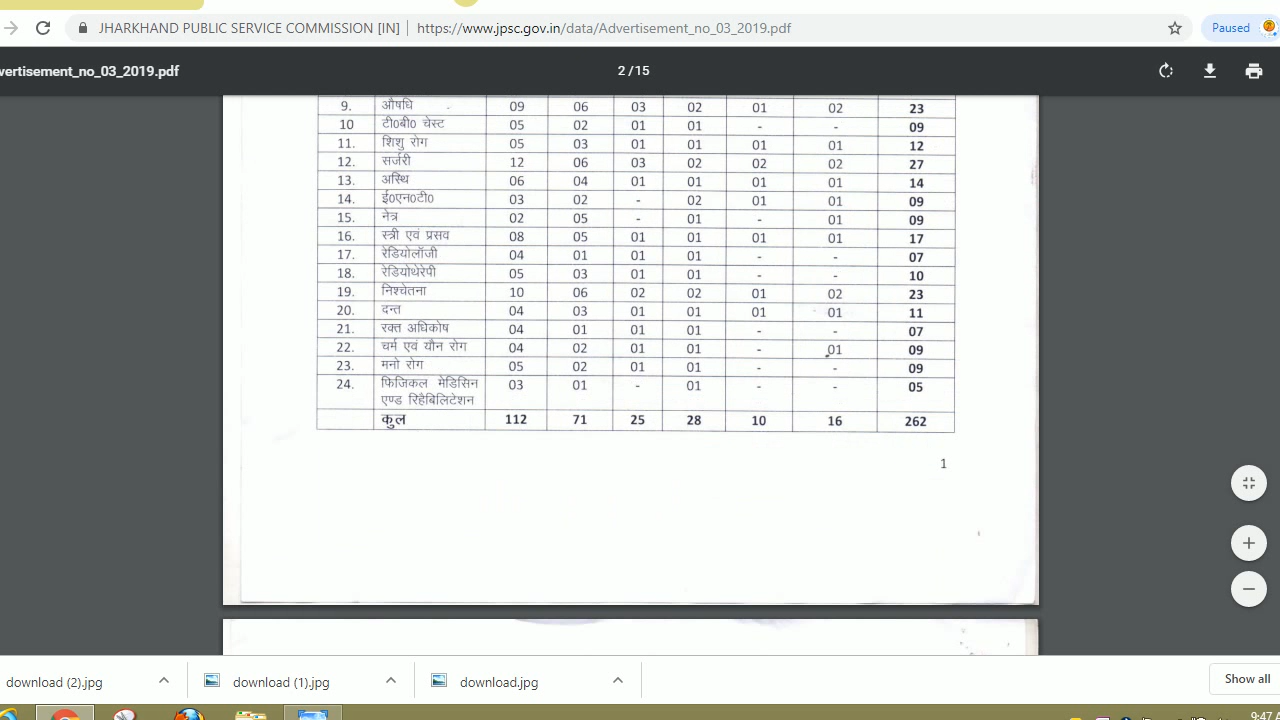 JHARKHAND PUBLIC SERVICE COMMISSION [IN] | https://www.jpsc.gov.in/data/Advertisement_no_03_2019.pdf Paused
vertisement_no_03_2019.pdf 2 / 15
9. औषधि 09 06 03 02 01 02 23
10 टी0बी0 चेस्ट 05 02 01 01 - - 09
11. शिशु रोग 05 03 01 01 01 01 12
12. सर्जरी 12 06 03 02 02 02 27
13. अस्थि 06 04 01 01 01 01 14
14. ई0एन0टी0 03 02 - 02 01 01 09
15. नेत्र 02 05 - 01 - 01 09
16. स्त्री एवं प्रसव 08 05 01 01 01 01 17
17. रेडियोलॉजी 04 01 01 01 - - 07
18. रेडियोथेरेपी 05 03 01 01 - - 10
19. निश्चेतना 10 06 02 02 01 02 23
20. दन्त 04 03 01 01 01 01 11
21. रक्त अधिकोष 04 01 01 01 - - 07
22. चर्म एवं यौन रोग 04 02 01 01 - 01 09
23. मनो रोग 05 02 01 01 - - 09
24. फिजिकल मेडिसिन 03 01 - 01 - - 05
एण्ड रिहैबिलिटेशन
कुल 112 71 25 28 10 16 262
1
download (2).jpg download (1).jpg download.jpg Show all